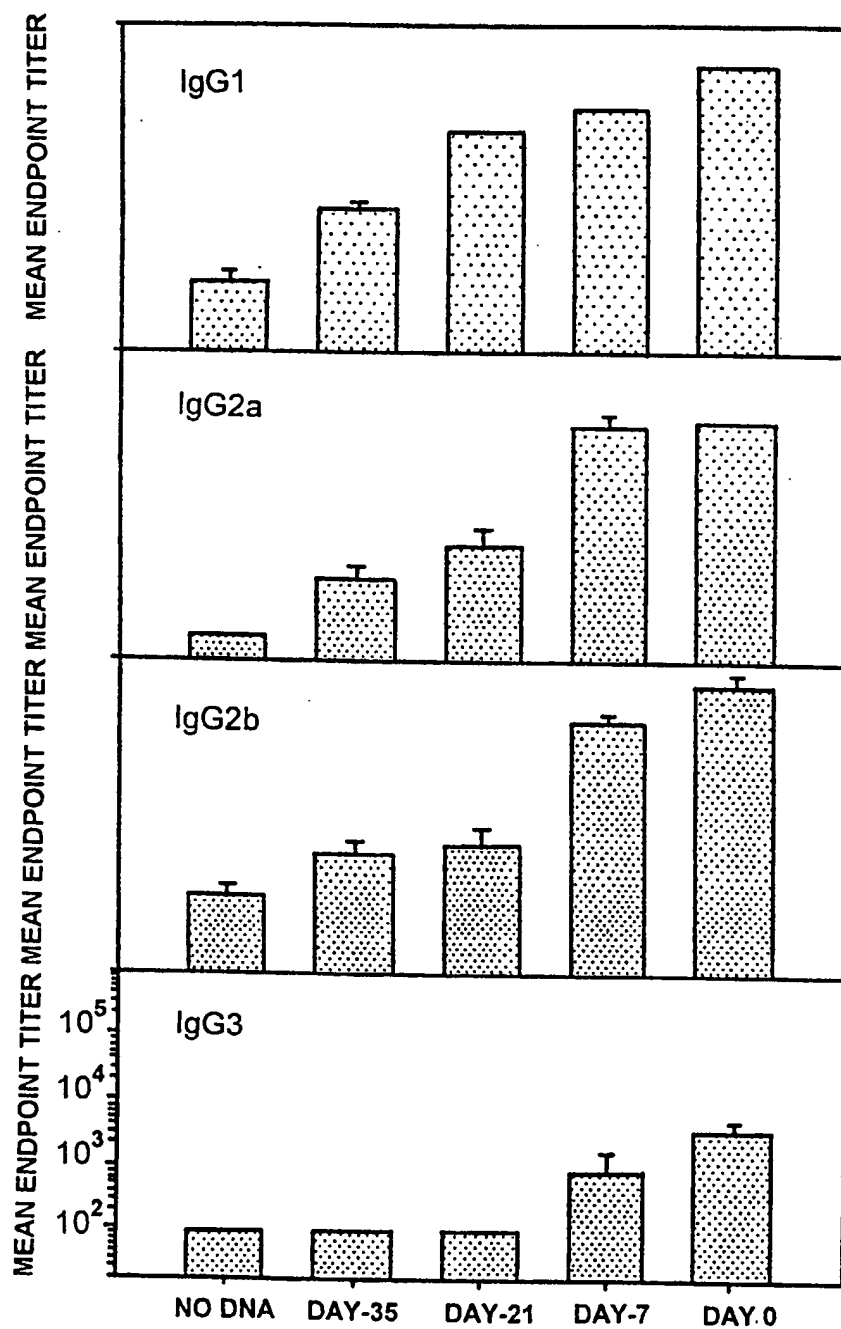 MEAN ENDPOINT TITER
IgG1
MEAN ENDPOINT TITER
IgG2a
MEAN ENDPOINT TITER
IgG2b
MEAN ENDPOINT TITER
IgG3
10⁵
10⁴
10³
10²
NO DNA DAY-35 DAY-21 DAY-7 DAY 0